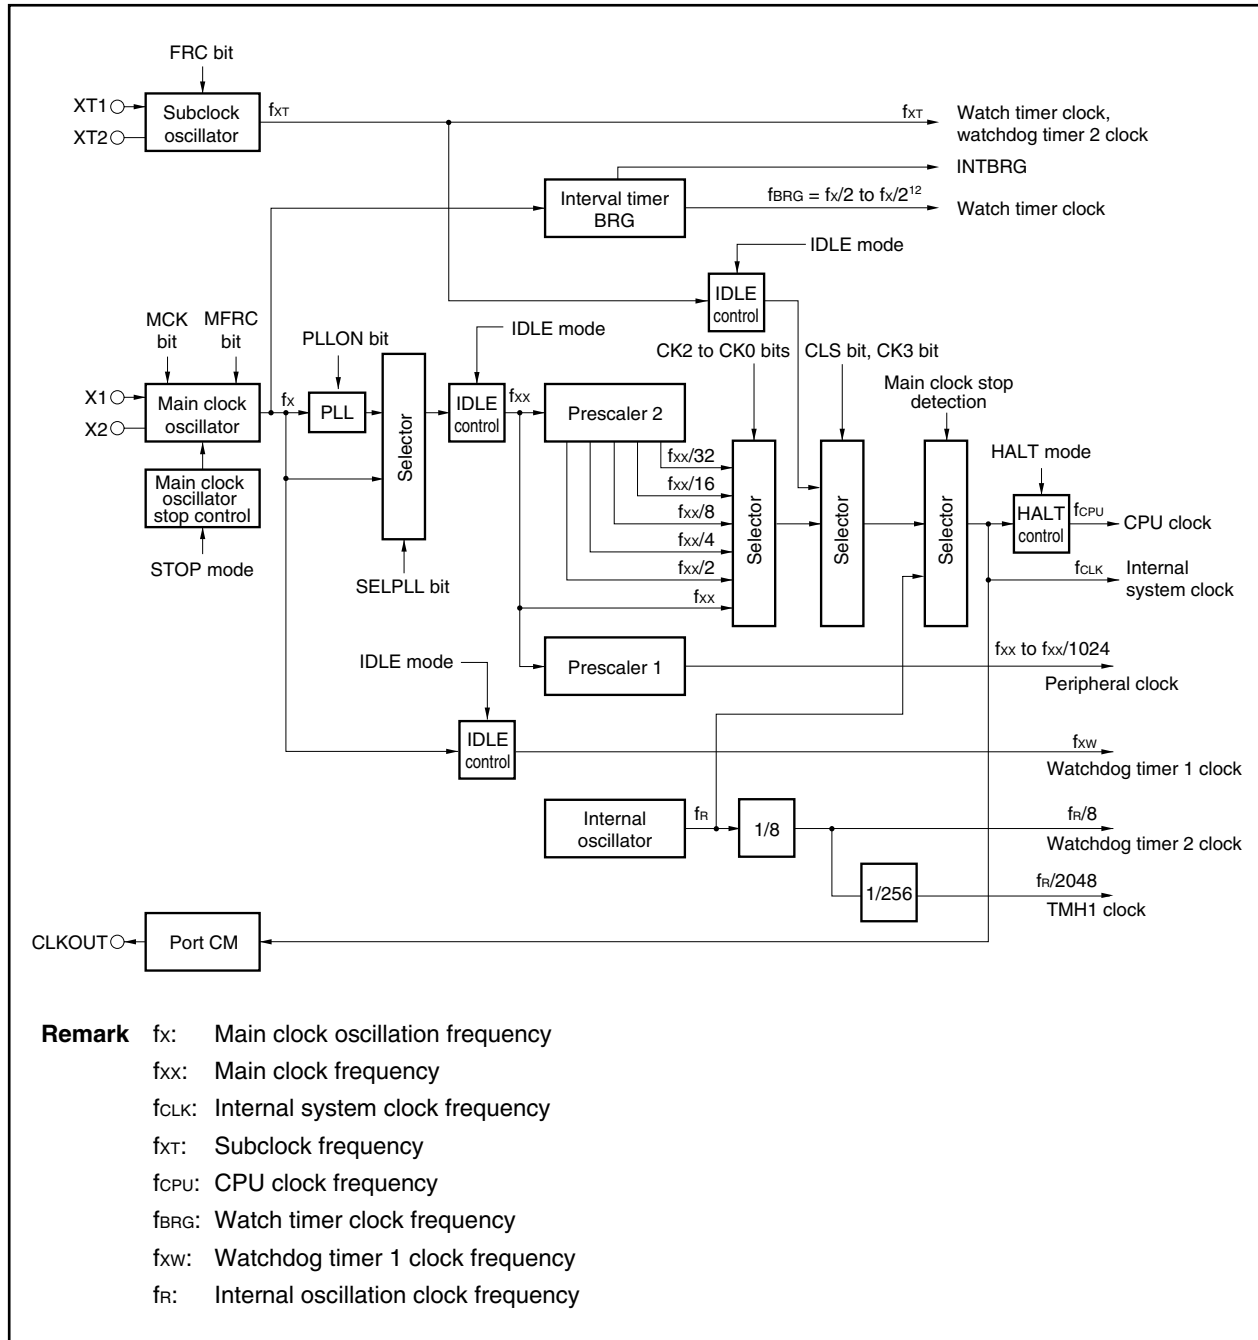 FRC bit
XT1
XT2
Subclock
oscillator
fXT
fXT
Watch timer clock,
watchdog timer 2 clock
INTBRG
Interval timer
BRG
fBRG = fX/2 to fX/2¹²
Watch timer clock
IDLE mode
IDLE
control
MCK
bit
MFRC
bit
PLLON bit
IDLE mode
CK2 to CK0 bits
CLS bit, CK3 bit
Main clock stop
detection
X1
X2
Main clock
oscillator
fX
PLL
Selector
IDLE
control
fXX
Prescaler 2
fXX/32
fXX/16
fXX/8
fXX/4
fXX/2
fXX
Selector
Selector
Selector
HALT mode
HALT
control
fCPU
CPU clock
Main clock
oscillator
stop control
STOP mode
SELPLL bit
fCLK
Internal
system clock
IDLE mode
Prescaler 1
fXX to fXX/1024
Peripheral clock
IDLE
control
fXW
Watchdog timer 1 clock
Internal
oscillator
fR
1/8
fR/8
Watchdog timer 2 clock
1/256
fR/2048
TMH1 clock
CLKOUT
Port CM
Remark fX: Main clock oscillation frequency
fXX: Main clock frequency
fCLK: Internal system clock frequency
fXT: Subclock frequency
fCPU: CPU clock frequency
fBRG: Watch timer clock frequency
fXW: Watchdog timer 1 clock frequency
fR: Internal oscillation clock frequency